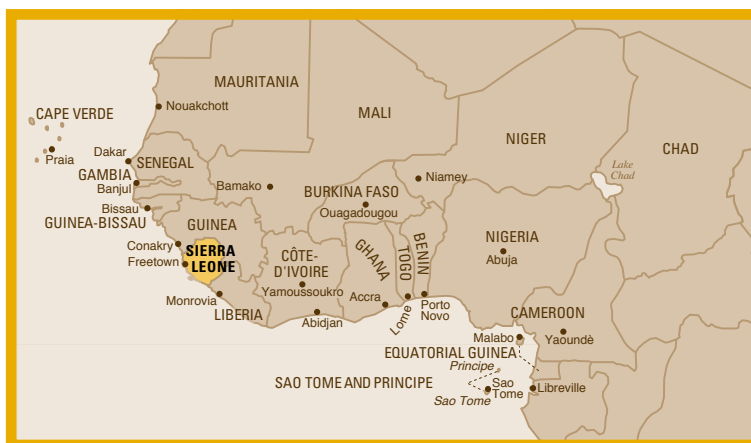 MAURITANIA
Nouakchott
MALI
NIGER
CHAD
CAPE VERDE
Praia
Dakar
SENEGAL
GAMBIA
Banjul
Bissau
GUINEA-BISSAU
Bamako
BURKINA FASO
Ouagadougou
Niamey
Lake
Chad
GUINEA
Conakry
Freetown
SIERRA
LEONE
Monrovia
LIBERIA
CÔTE-
D'IVOIRE
Yamoussoukro
Abidjan
GHANA
Accra
TOGO
Lome
BENIN
Porto
Novo
NIGERIA
Abuja
CAMEROON
Yaoundè
Malabo
EQUATORIAL GUINEA
Principe
SAO TOME AND PRINCIPE
Sao
Tome
Sao Tome
Libreville